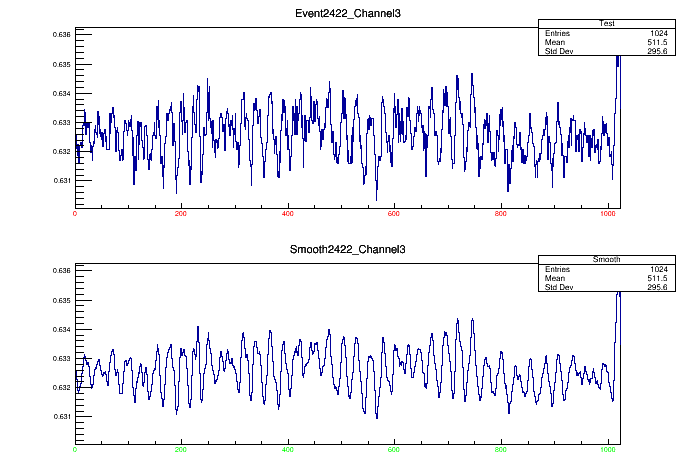 Event2422_Channel3
Test
Entries 1024
Mean 511.5
Std Dev 295.6
0.636
0.635
0.634
0.633
0.632
0.631
0 200 400 600 800 1000
Smooth2422_Channel3
Smooth
Entries 1024
Mean 511.5
Std Dev 295.6
0.636
0.635
0.634
0.633
0.632
0.631
0 200 400 600 800 1000